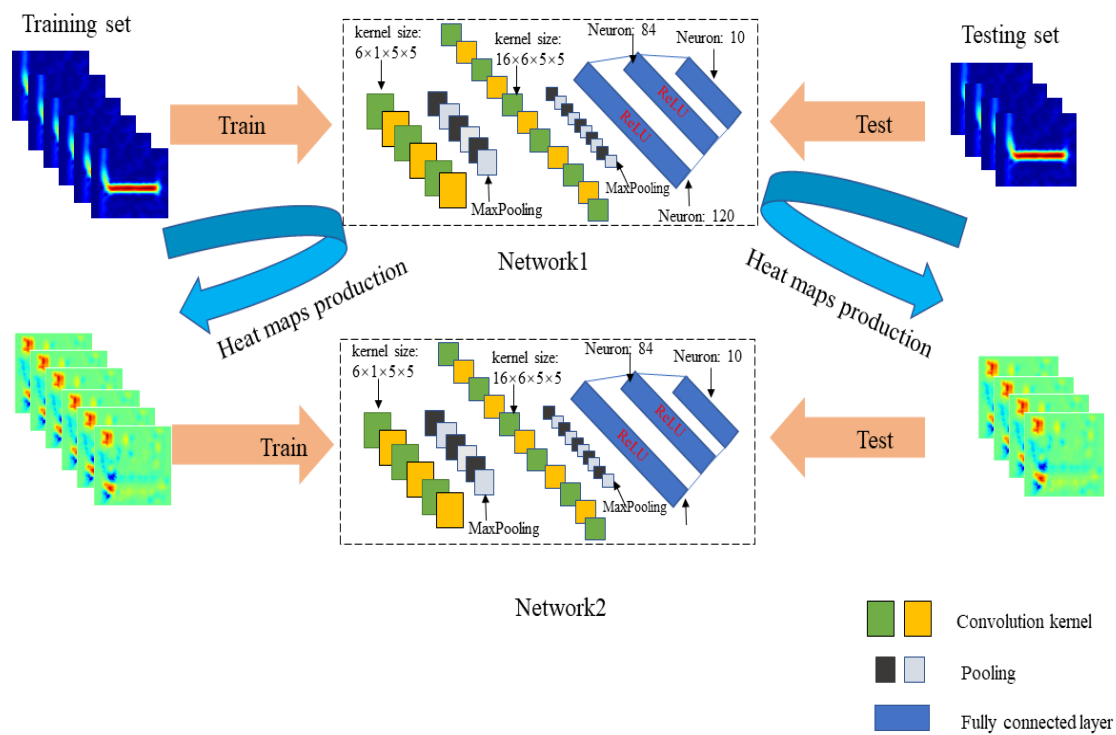 Training set
kernel size:
6×1×5×5
kernel size:
16×6×5×5
Neuron: 84
Neuron: 10
Testing set
Train
ReLU
ReLU
Test
MaxPooling
MaxPooling
Neuron: 120
Network1
Heat maps production
Heat maps production
kernel size:
6×1×5×5
kernel size:
16×6×5×5
Neuron: 84
Neuron: 10
Train
ReLU
ReLU
Test
MaxPooling
MaxPooling
Network2
Convolution kernel
Pooling
Fully connected layer